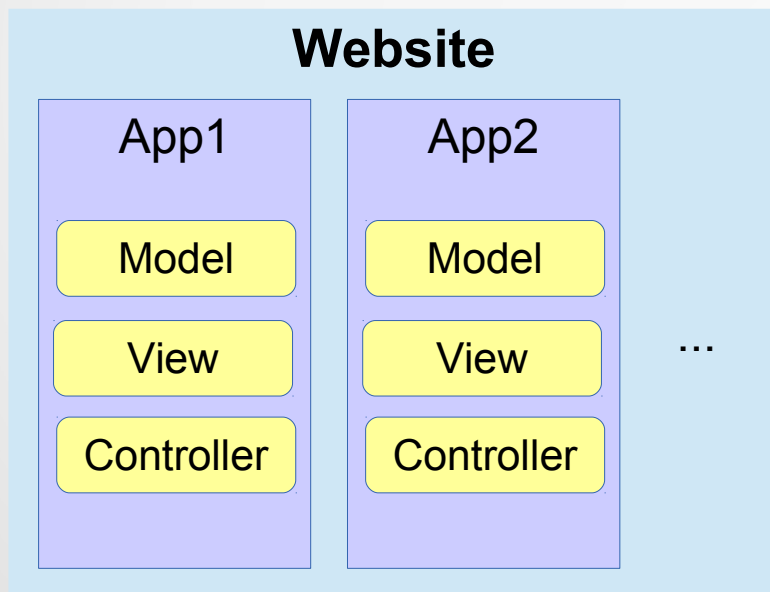 Website
App1
Model
View
Controller
App2
Model
View
Controller
...